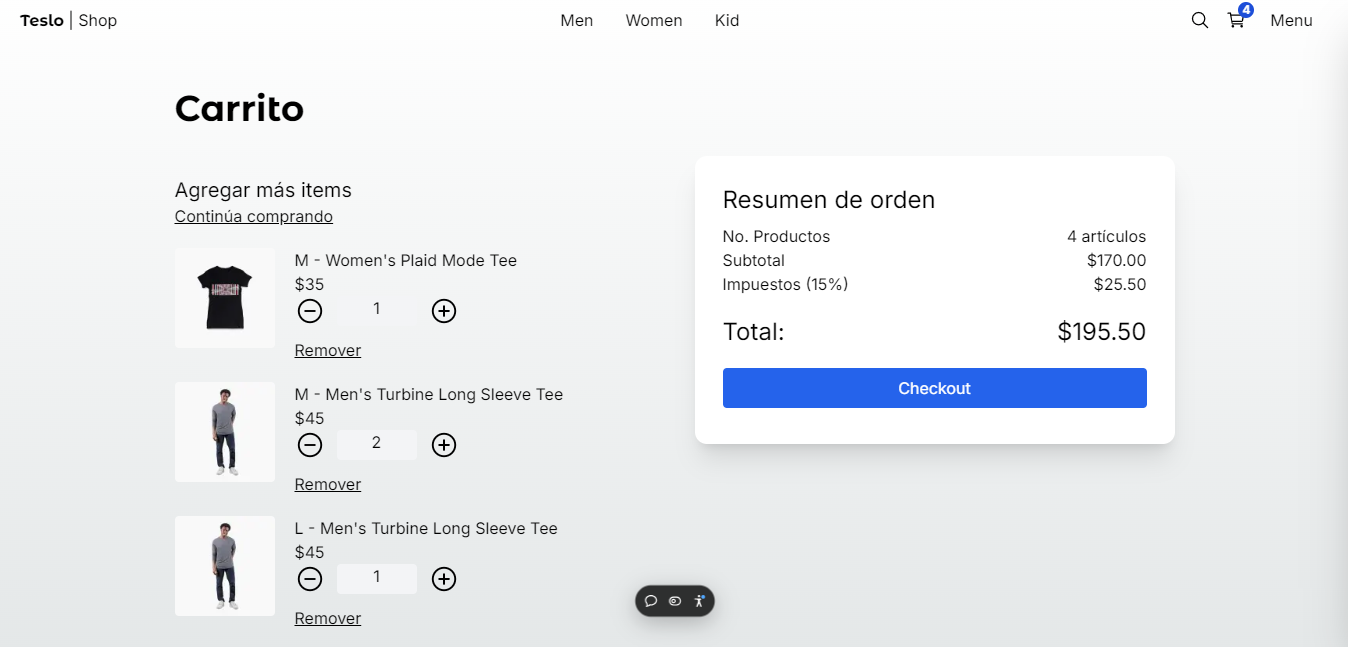 Teslo | Shop
Men
Women
Kid
4
Menu
Carrito
Agregar más items
Continúa comprando
M - Women's Plaid Mode Tee
$35
1
Remover
M - Men's Turbine Long Sleeve Tee
$45
2
Remover
L - Men's Turbine Long Sleeve Tee
$45
1
Remover
Resumen de orden
No. Productos 4 artículos
Subtotal $170.00
Impuestos (15%) $25.50
Total: $195.50
Checkout